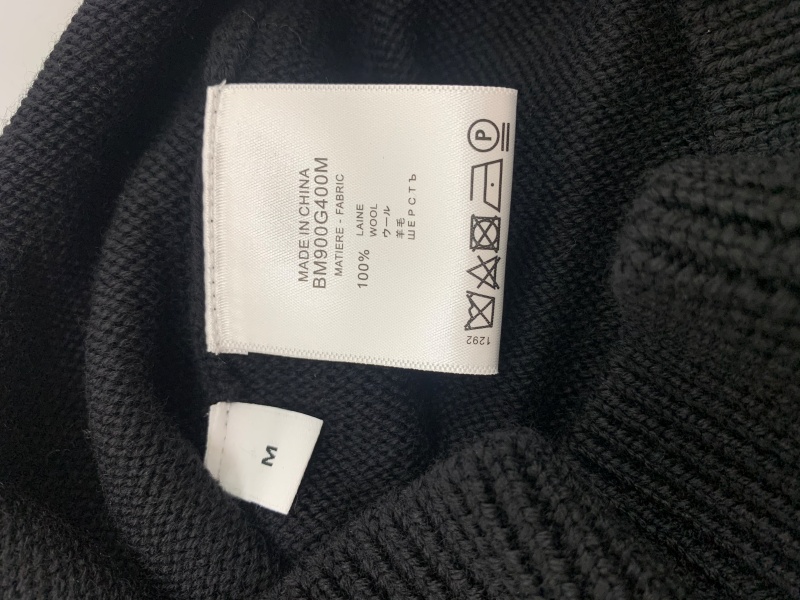 MADE IN CHINA
BM900G400M
MATIERE - FABRIC
100% LAINE
WOOL
ウール
羊毛
ШЕРСТЬ
P
1292
M